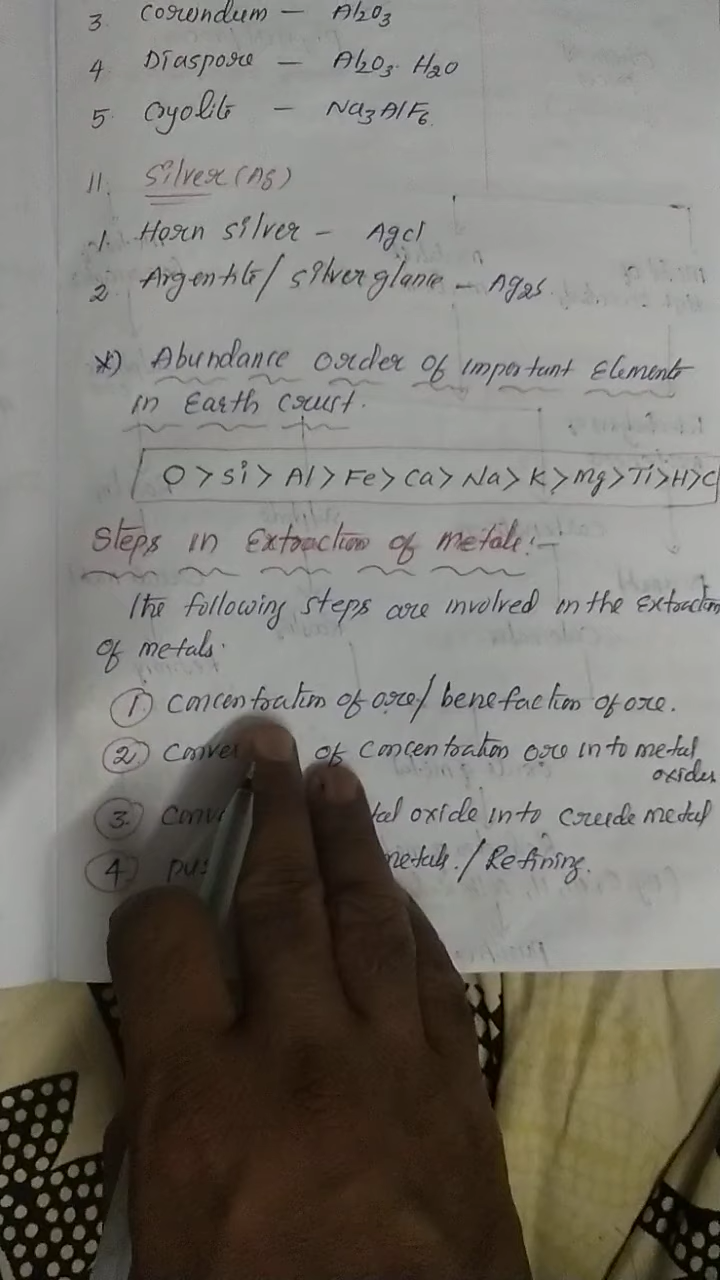 3. Corundum – Al2O3
4 Diaspore – Al2O3. H2O
5. Cryolite – Na3AlF6.
11. Silver (Ag)
1. Horn silver – Agcl
2 Argentite/ silver glance – Ag2s
*) Abundance order of important Elements
in Earth crust.
O > Si > Al > Fe > Ca > Na > K > Mg > Ti > H > C
Steps in Extraction of metals:-
The following steps are involved in the Extraction
of metals.
① Concentration of ore/ benefaction of ore.
② of concentration ore into metal
oxides
③ oxide into crude metal
④ metals./ Refining.